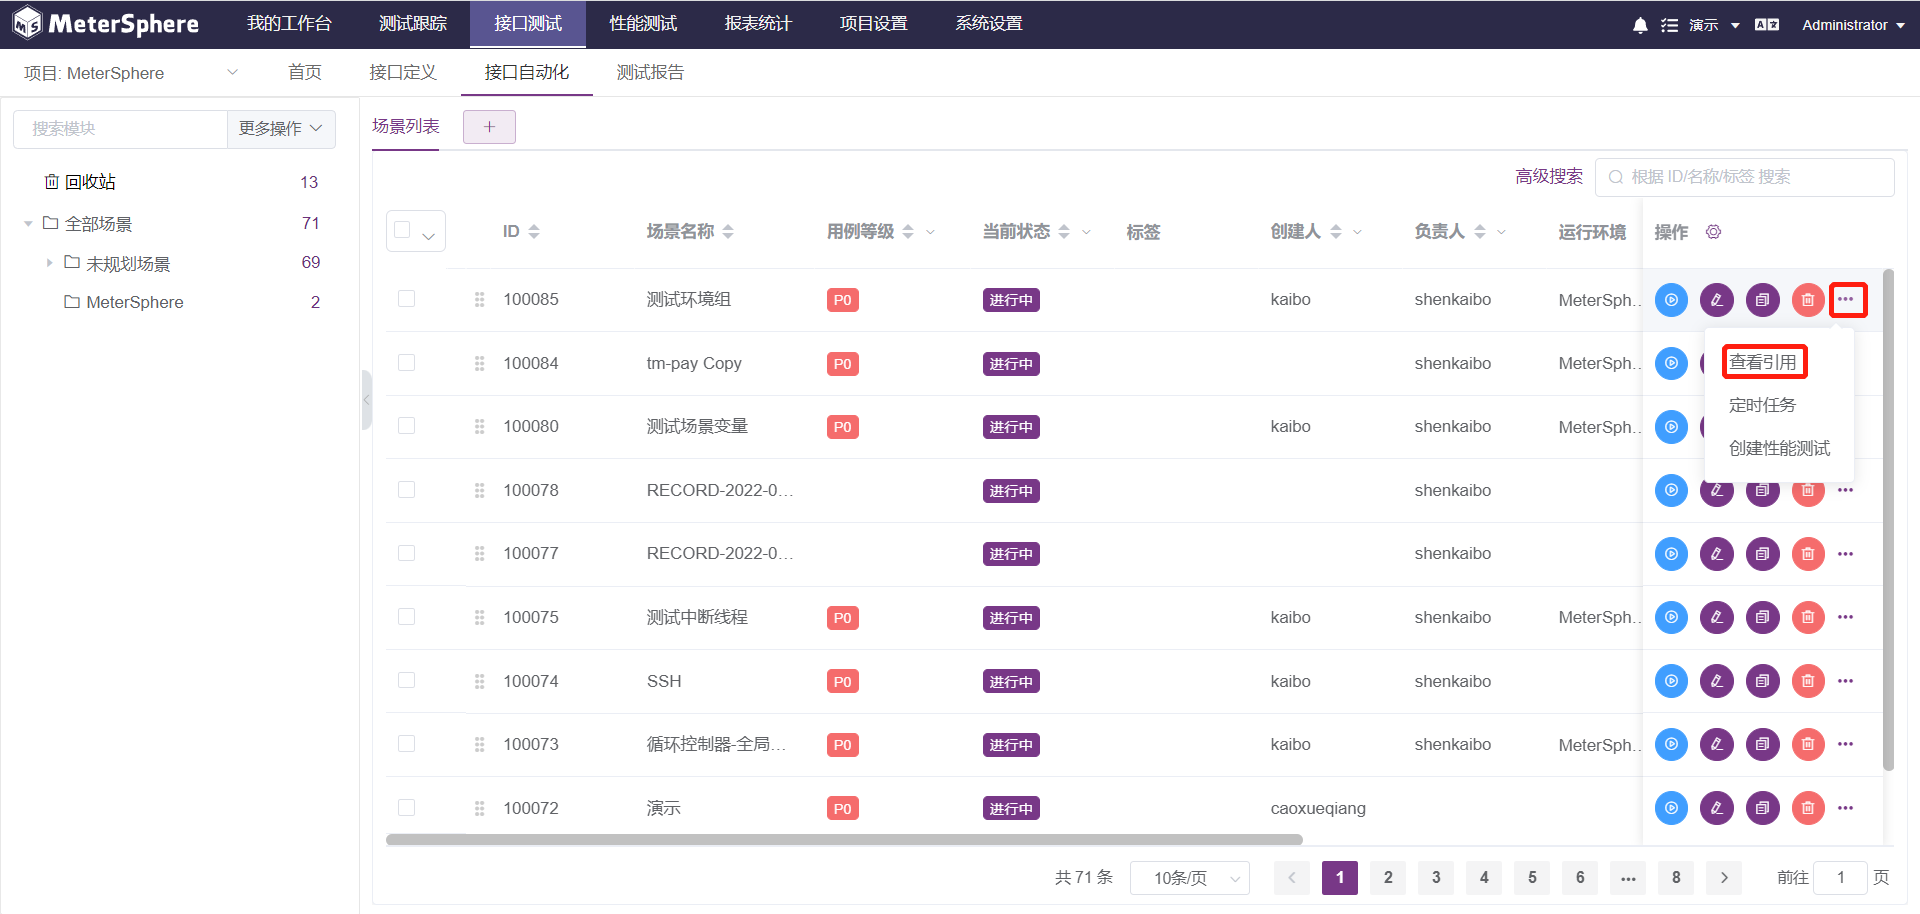 MeterSphere 我的工作台 测试跟踪 接口测试 性能测试 报表统计 项目设置 系统设置 演示 Administrator
项目: MeterSphere 首页 接口定义 接口自动化 测试报告
搜索模块 更多操作
回收站 13
全部场景 71
未规划场景 69
MeterSphere 2
场景列表 +
高级搜索 根据 ID/名称/标签 搜索
ID 场景名称 用例等级 当前状态 标签 创建人 负责人 运行环境 操作
100085 测试环境组 P0 进行中 kaibo shenkaibo MeterSph...
查看引用
定时任务
创建性能测试
100084 tm-pay Copy P0 进行中 shenkaibo MeterSph...
100080 测试场景变量 P0 进行中 kaibo shenkaibo MeterSph...
100078 RECORD-2022-0... 进行中 shenkaibo
100077 RECORD-2022-0... 进行中 shenkaibo
100075 测试中断线程 P0 进行中 kaibo shenkaibo MeterSph...
100074 SSH P0 进行中 kaibo shenkaibo
100073 循环控制器-全局... P0 进行中 kaibo shenkaibo MeterSph...
100072 演示 P0 进行中 caoxueqiang
共 71 条 10条/页 < 1 2 3 4 5 6 ... 8 > 前往 1 页